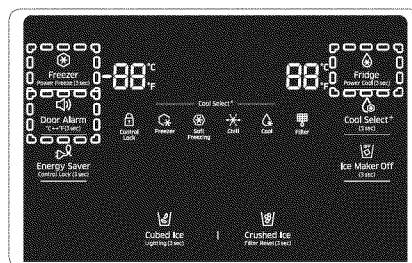 Freezer
Power Freeze (3 sec)
-88 °C °F
88 °C °F
Fridge
Power Cool (3 sec)
Door Alarm
°C↔°F(3 sec)
Cool Select+
Control Lock
Freezer
Soft Freezing
Chill
Cool
Filter
Cool Select+
(3 sec)
Energy Saver
Control Lock (3 sec)
OFF
Ice Maker Off
(3 sec)
Cubed Ice
Lighting (3 sec)
Crushed Ice
Filter Reset (3 sec)